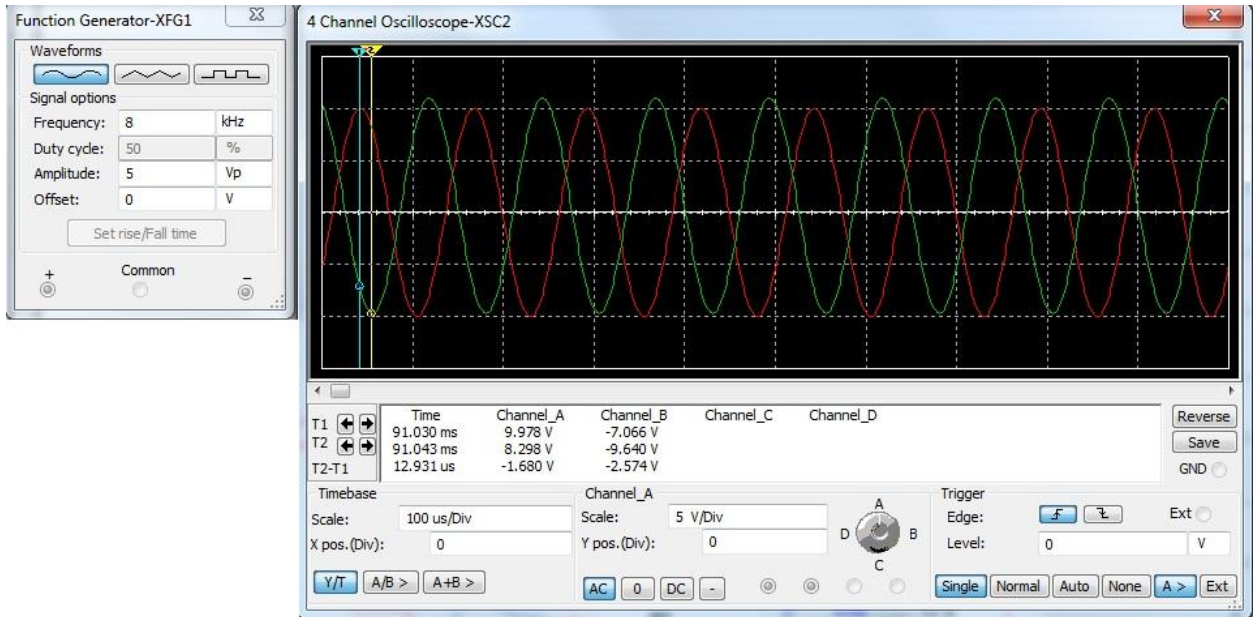 Function Generator-XFG1
Waveforms
Signal options
Frequency: 8 kHz
Duty cycle: 50 %
Amplitude: 5 Vp
Offset: 0 V
Set rise/Fall time
+ Common −
4 Channel Oscilloscope-XSC2
1 2
Time Channel_A Channel_B Channel_C Channel_D
T1 91.030 ms 9.978 V -7.066 V
T2 91.043 ms 8.298 V -9.640 V
T2-T1 12.931 us -1.680 V -2.574 V
Reverse
Save
GND
Timebase
Scale: 100 us/Div
X pos.(Div): 0
Y/T A/B > A+B >
Channel_A
Scale: 5 V/Div
Y pos.(Div): 0
AC 0 DC -
A
D B
C
Trigger
Edge: Ext
Level: 0 V
Single Normal Auto None A > Ext